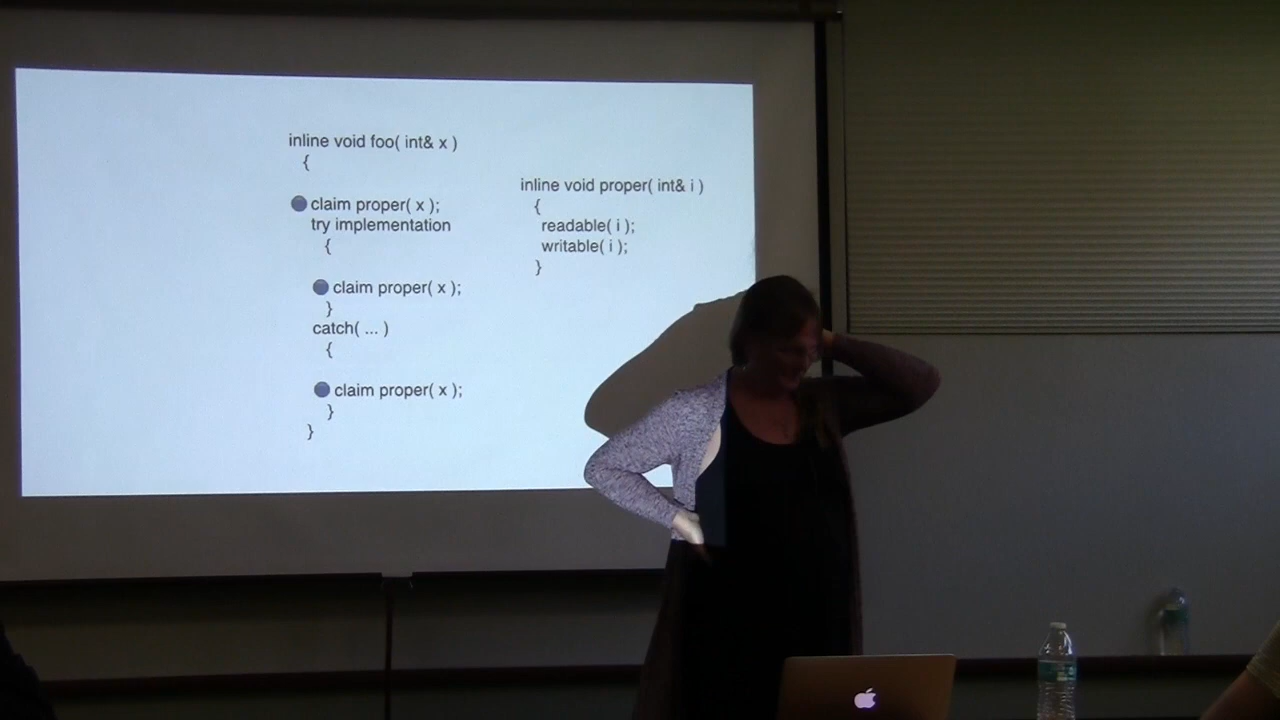 inline void foo( int& x )
{
claim proper( x );
try implementation
{
claim proper( x );
}
catch( ... )
{
claim proper( x );
}
}
inline void proper( int& i )
{
readable( i );
writable( i );
}